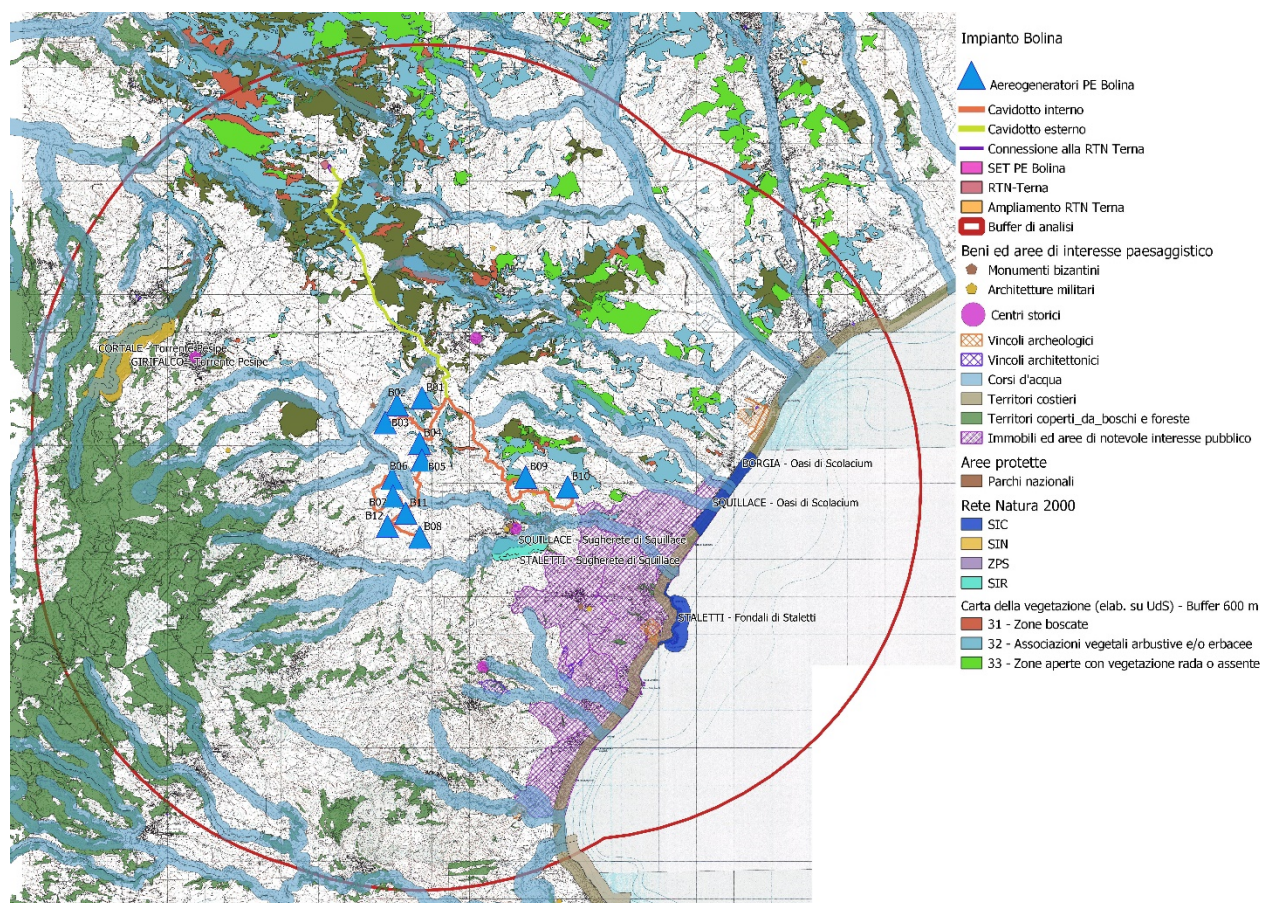 Impianto Bolina
Aereogeneratori PE Bolina
Cavidotto interno
Cavidotto esterno
Connessione alla RTN Terna
SET PE Bolina
RTN-Terna
Ampliamento RTN Terna
Buffer di analisi
Beni ed aree di interesse paesaggistico
Monumenti bizantini
Architetture militari
Centri storici
Vincoli archeologici
Vincoli architettonici
Corsi d'acqua
Territori costieri
Territori coperti_da_boschi e foreste
Immobili ed aree di notevole interesse pubblico
Aree protette
Parchi nazionali
Rete Natura 2000
SIC
SIN
ZPS
SIR
Carta della vegetazione (elab. su UdS) - Buffer 600 m
31 - Zone boscate
32 - Associazioni vegetali arbustive e/o erbacee
33 - Zone aperte con vegetazione rada o assente
CORTALE - Torrente Pesipe
GIRIFALCO - Torrente Pesipe
B02
B01
B03
B04
B06
B05
B09
B10
B07
B11
B12
B08
BORGIA - Oasi di Scolacium
SQUILLACE - Oasi di Scolacium
SQUILLACE - Sugherete di Squillace
STALETTI - Sugherete di Squillace
STALETTI - Fondali di Staletti